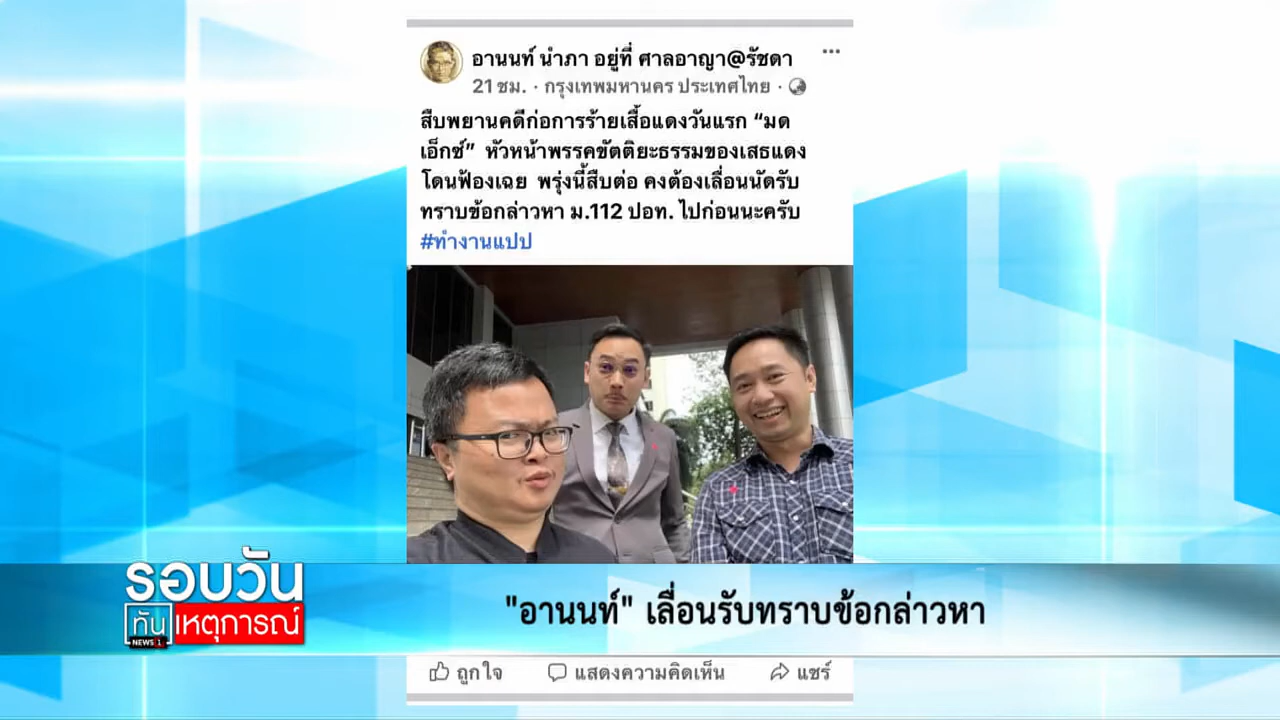 อานนท์ นำภา อยู่ที่ ศาลอาญา@รัชดา
21 ชม. · กรุงเทพมหานคร ประเทศไทย ·
สืบพยานคดีก่อการร้ายเสื้อแดงวันแรก “มด
เอ็กซ์” หัวหน้าพรรคขัตติยะธรรมของเสธแดง
โดนฟ้องเฉย พรุ่งนี้สืบต่อ คงต้องเลื่อนนัดรับ
ทราบข้อกล่าวหา ม.112 ปอท. ไปก่อนนะครับ
#ทำงานแปป
รอบวัน
ทัน เหตุการณ์
NEWS 1
"อานนท์" เลื่อนรับทราบข้อกล่าวหา
ถูกใจ แสดงความคิดเห็น แชร์